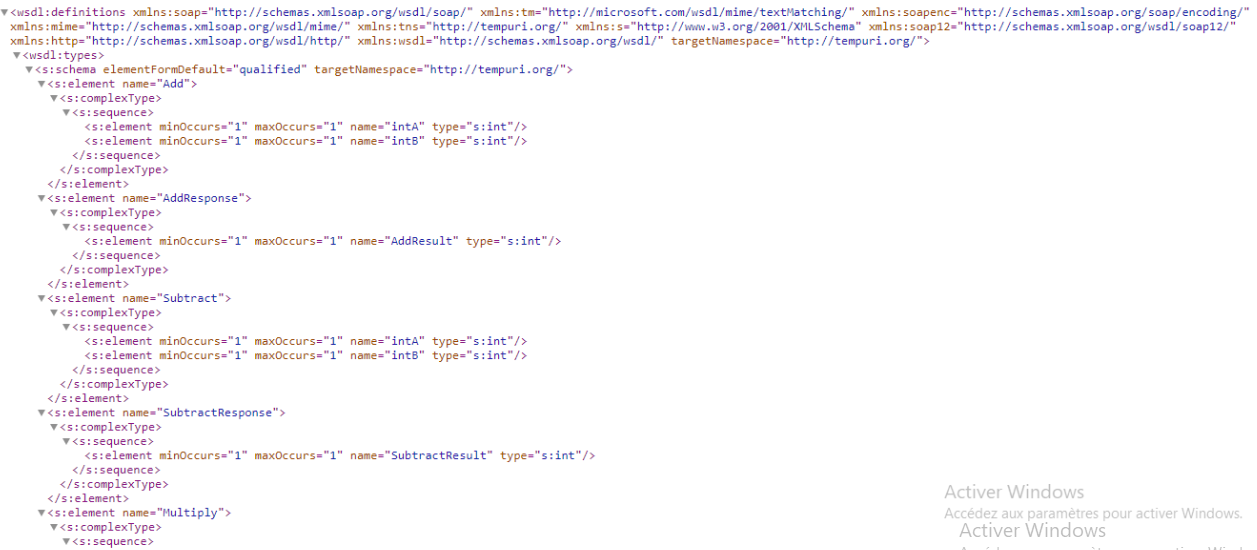 ▼<wsdl:definitions xmlns:soap="http://schemas.xmlsoap.org/wsdl/soap/" xmlns:tm="http://microsoft.com/wsdl/mime/textMatching/" xmlns:soapenc="http://schemas.xmlsoap.org/soap/encoding/"
xmlns:mime="http://schemas.xmlsoap.org/wsdl/mime/" xmlns:tns="http://tempuri.org/" xmlns:s="http://www.w3.org/2001/XMLSchema" xmlns:soap12="http://schemas.xmlsoap.org/wsdl/soap12/"
xmlns:http="http://schemas.xmlsoap.org/wsdl/http/" xmlns:wsdl="http://schemas.xmlsoap.org/wsdl/" targetNamespace="http://tempuri.org/">
▼<wsdl:types>
▼<s:schema elementFormDefault="qualified" targetNamespace="http://tempuri.org/">
▼<s:element name="Add">
▼<s:complexType>
▼<s:sequence>
<s:element minOccurs="1" maxOccurs="1" name="intA" type="s:int"/>
<s:element minOccurs="1" maxOccurs="1" name="intB" type="s:int"/>
</s:sequence>
</s:complexType>
</s:element>
▼<s:element name="AddResponse">
▼<s:complexType>
▼<s:sequence>
<s:element minOccurs="1" maxOccurs="1" name="AddResult" type="s:int"/>
</s:sequence>
</s:complexType>
</s:element>
▼<s:element name="Subtract">
▼<s:complexType>
▼<s:sequence>
<s:element minOccurs="1" maxOccurs="1" name="intA" type="s:int"/>
<s:element minOccurs="1" maxOccurs="1" name="intB" type="s:int"/>
</s:sequence>
</s:complexType>
</s:element>
▼<s:element name="SubtractResponse">
▼<s:complexType>
▼<s:sequence>
<s:element minOccurs="1" maxOccurs="1" name="SubtractResult" type="s:int"/>
</s:sequence>
</s:complexType>
</s:element>
▼<s:element name="Multiply">
▼<s:complexType>
▼<s:sequence>
Activer Windows
Accédez aux paramètres pour activer Windows.
Activer Windows